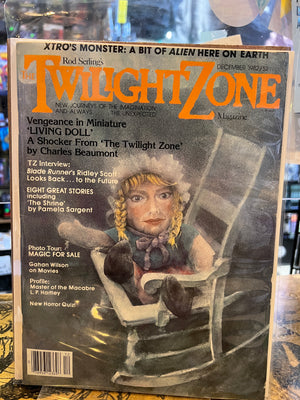 XTRO'S MONSTER: A BIT OF ALIEN HERE ON EARTH
Rod Serling's
DECEMBER 1982/$2
TWILIGHT ZONE
NEW JOURNEYS OF THE IMAGINATION
AND ALWAYS . . . THE UNEXPECTED
Magazine
Vengeance in Miniature
'LIVING DOLL'
A Shocker From 'The Twilight Zone'
by Charles Beaumont
TZ Interview:
Blade Runner's Ridley Scott
Looks Back . . . to the Future
EIGHT GREAT STORIES
including
'The Shrine'
by Pamela Sargent
Photo Tour:
MAGIC FOR SALE
Gahan Wilson
on Movies
Profile:
Master of the Macabre
L. P. Hartley
New Horror Quiz!
12